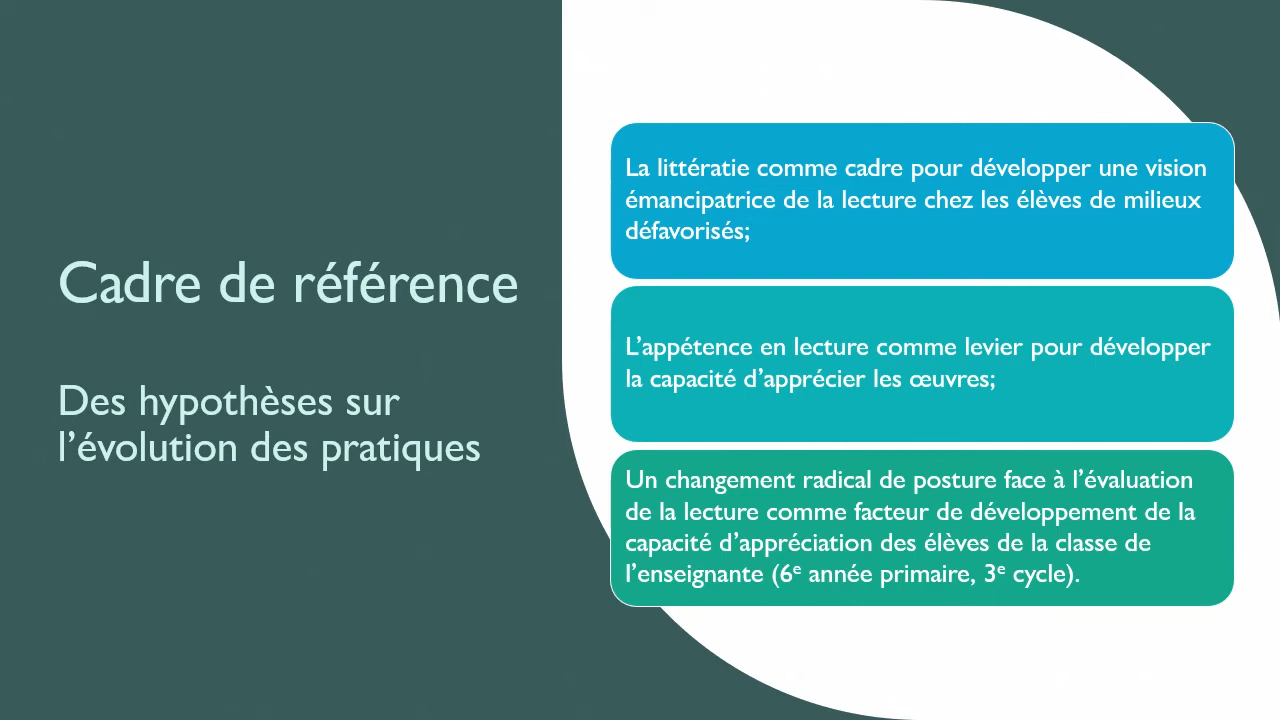 Cadre de référence
Des hypothèses sur
l’évolution des pratiques
La littératie comme cadre pour développer une vision
émancipatrice de la lecture chez les élèves de milieux
défavorisés;
L’appétence en lecture comme levier pour développer
la capacité d’apprécier les œuvres;
Un changement radical de posture face à l’évaluation
de la lecture comme facteur de développement de la
capacité d’appréciation des élèves de la classe de
l’enseignante (6e année primaire, 3e cycle).